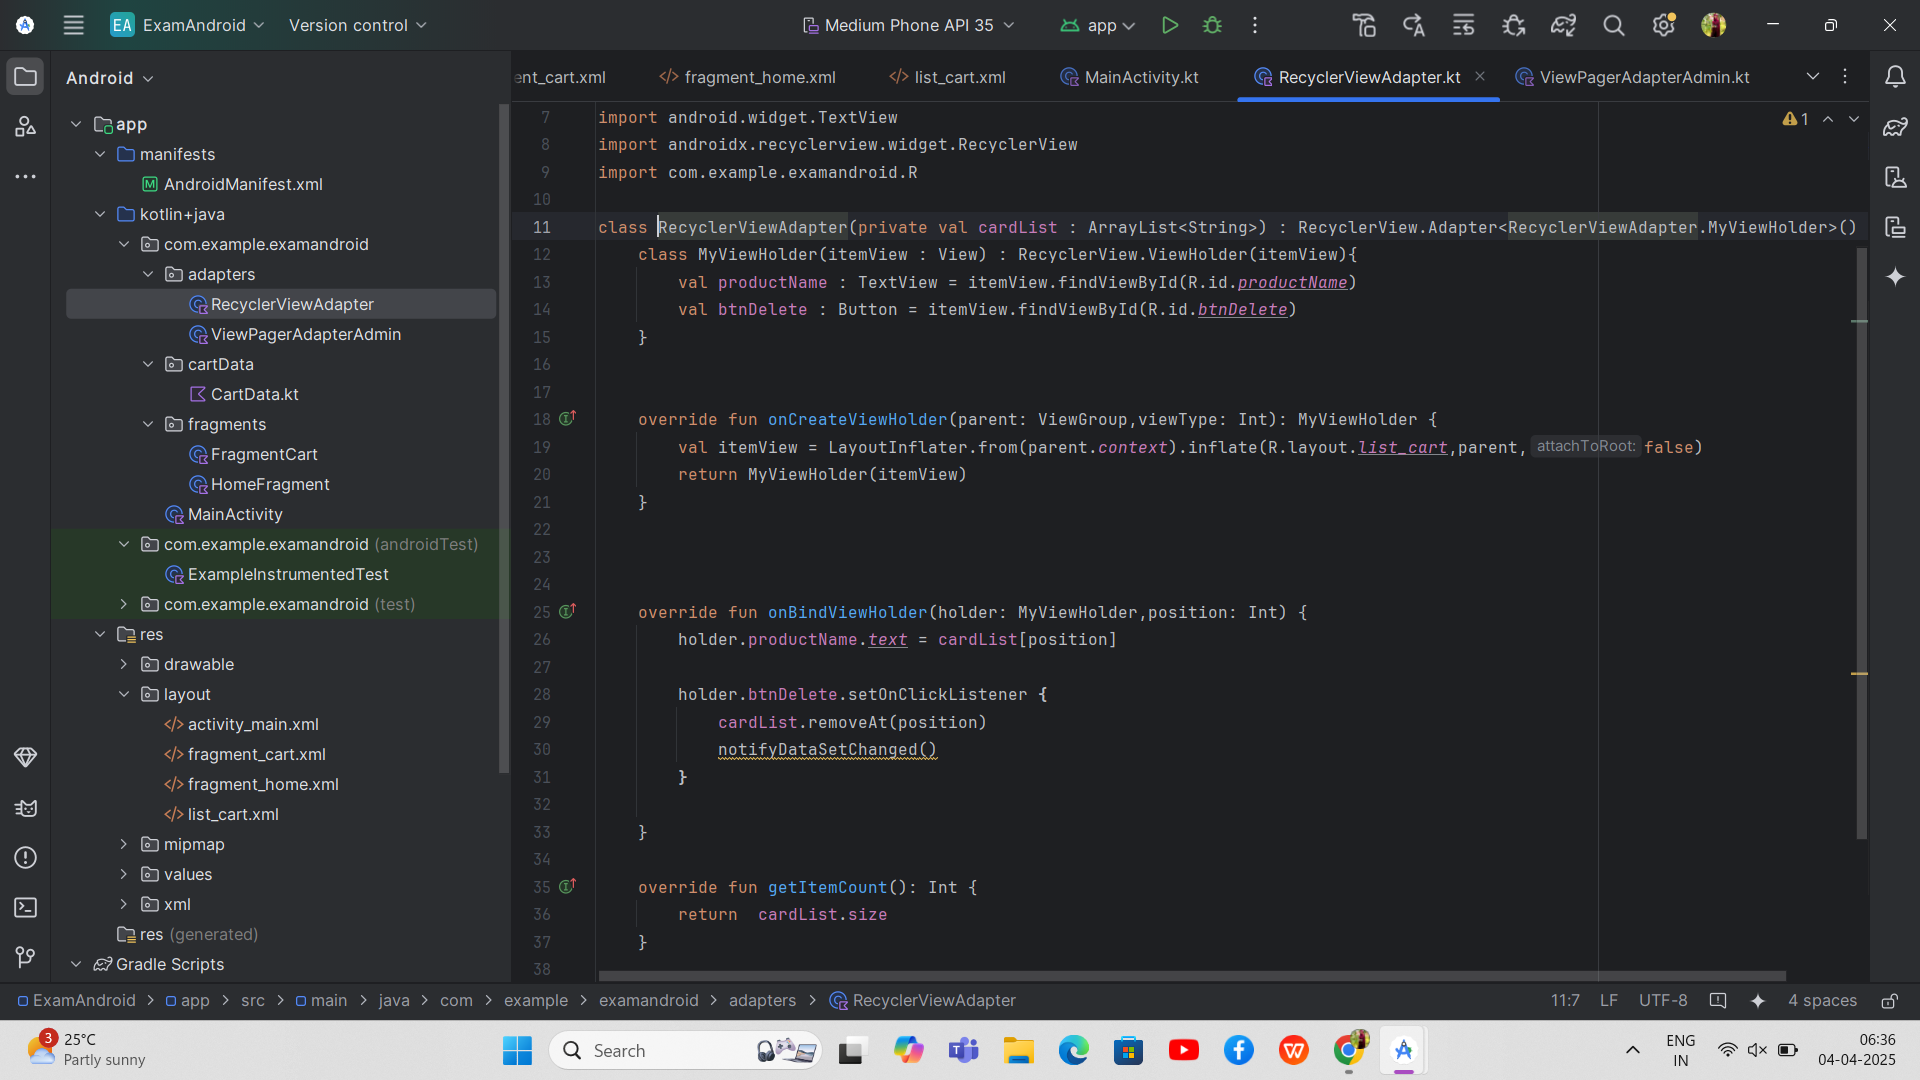 EA ExamAndroid Version control Medium Phone API 35 app
Android
app
manifests
AndroidManifest.xml
kotlin+java
com.example.examandroid
adapters
RecyclerViewAdapter
ViewPagerAdapterAdmin
cartData
CartData.kt
fragments
FragmentCart
HomeFragment
MainActivity
com.example.examandroid (androidTest)
ExampleInstrumentedTest
com.example.examandroid (test)
res
drawable
layout
activity_main.xml
fragment_cart.xml
fragment_home.xml
list_cart.xml
mipmap
values
xml
res (generated)
Gradle Scripts
ent_cart.xml fragment_home.xml list_cart.xml MainActivity.kt RecyclerViewAdapter.kt ViewPagerAdapterAdmin.kt
1
7 import android.widget.TextView
8 import androidx.recyclerview.widget.RecyclerView
9 import com.example.examandroid.R
10
11 class RecyclerViewAdapter(private val cardList : ArrayList<String>) : RecyclerView.Adapter<RecyclerViewAdapter.MyViewHolder>()
12 class MyViewHolder(itemView : View) : RecyclerView.ViewHolder(itemView){
13 val productName : TextView = itemView.findViewById(R.id.productName)
14 val btnDelete : Button = itemView.findViewById(R.id.btnDelete)
15 }
16
17
18 override fun onCreateViewHolder(parent: ViewGroup,viewType: Int): MyViewHolder {
19 val itemView = LayoutInflater.from(parent.context).inflate(R.layout.list_cart,parent, attachToRoot: false)
20 return MyViewHolder(itemView)
21 }
22
23
24
25 override fun onBindViewHolder(holder: MyViewHolder,position: Int) {
26 holder.productName.text = cardList[position]
27
28 holder.btnDelete.setOnClickListener {
29 cardList.removeAt(position)
30 notifyDataSetChanged()
31 }
32
33 }
34
35 override fun getItemCount(): Int {
36 return cardList.size
37 }
38
ExamAndroid app src main java com example examandroid adapters RecyclerViewAdapter 11:7 LF UTF-8 4 spaces
3 25°C
Partly sunny
Search
ENG
IN
06:36
04-04-2025